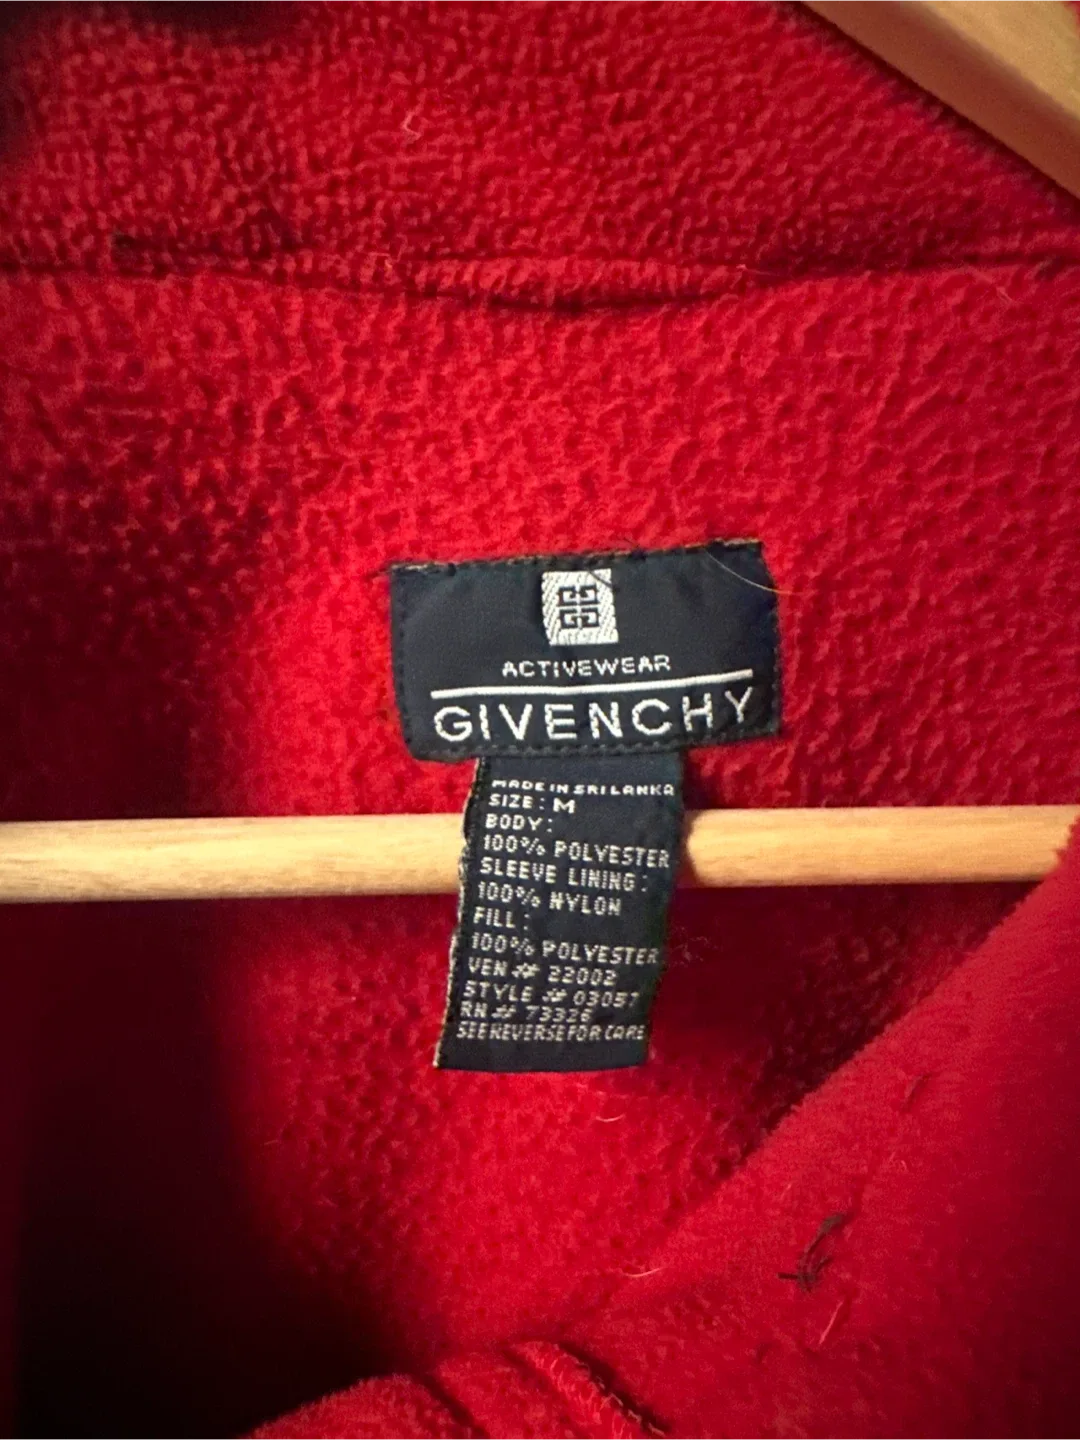 ACTIVEWEAR
GIVENCHY
MADE IN SRI LANKA
SIZE: M
BODY:
100% POLYESTER
SLEEVE LINING:
100% NYLON
FILL:
100% POLYESTER
VEN # 22002
STYLE # 03057
RN # 73326
SEE REVERSE FOR CARE